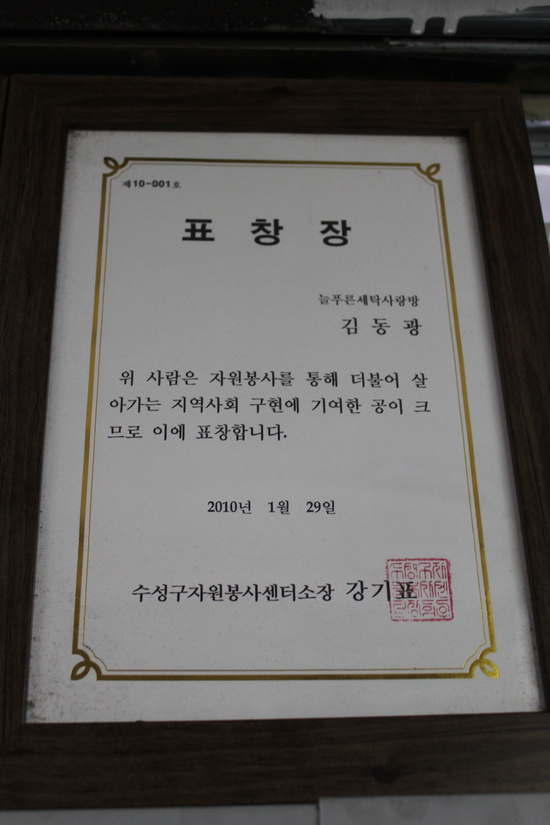 제10-001호
표 창 장
늘푸른세탁사랑방
김 동 광
위 사람은 자원봉사를 통해 더불어 살
아가는 지역사회 구현에 기여한 공이 크
므로 이에 표창합니다.
2010년 1월 29일
수성구자원봉사센터소장 강기표